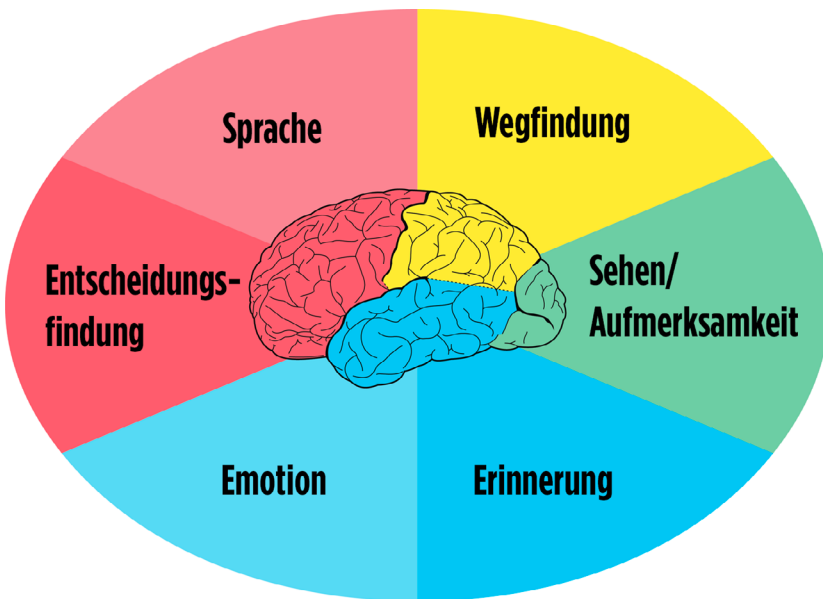 Sprache
Wegfindung
Entscheidungs-
findung
Sehen/
Aufmerksamkeit
Emotion
Erinnerung